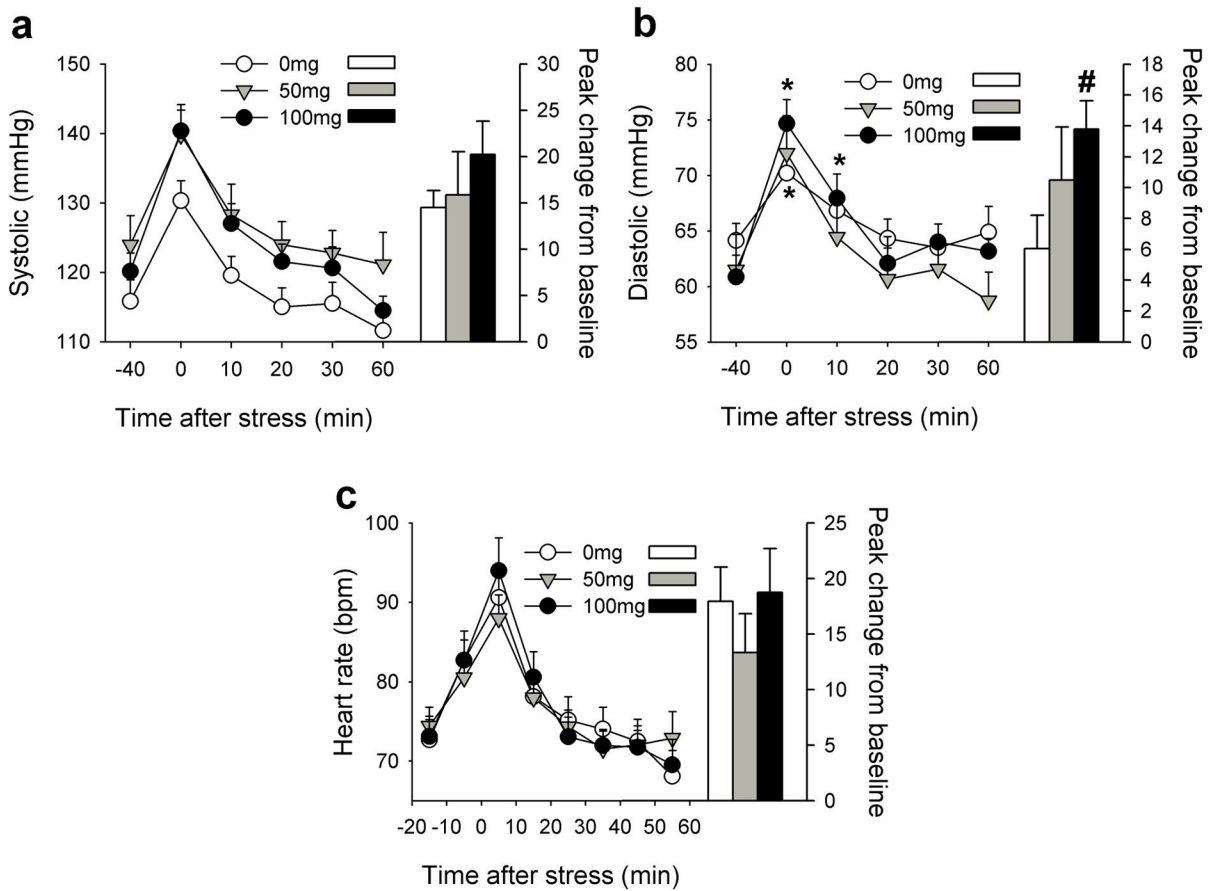 a
150
140
130
120
110
Systolic (mmHg)
0mg
50mg
100mg
30
25
20
15
10
5
0
Peak change from baseline
-40 0 10 20 30 60
Time after stress (min)
b
80
75
70
65
60
55
Diastolic (mmHg)
0mg
50mg
100mg
* * *
#
18
16
14
12
10
8
6
4
2
0
Peak change from baseline
-40 0 10 20 30 60
Time after stress (min)
c
100
90
80
70
Heart rate (bpm)
0mg
50mg
100mg
25
20
15
10
5
0
Peak change from baseline
-20 -10 0 10 20 30 40 50 60
Time after stress (min)